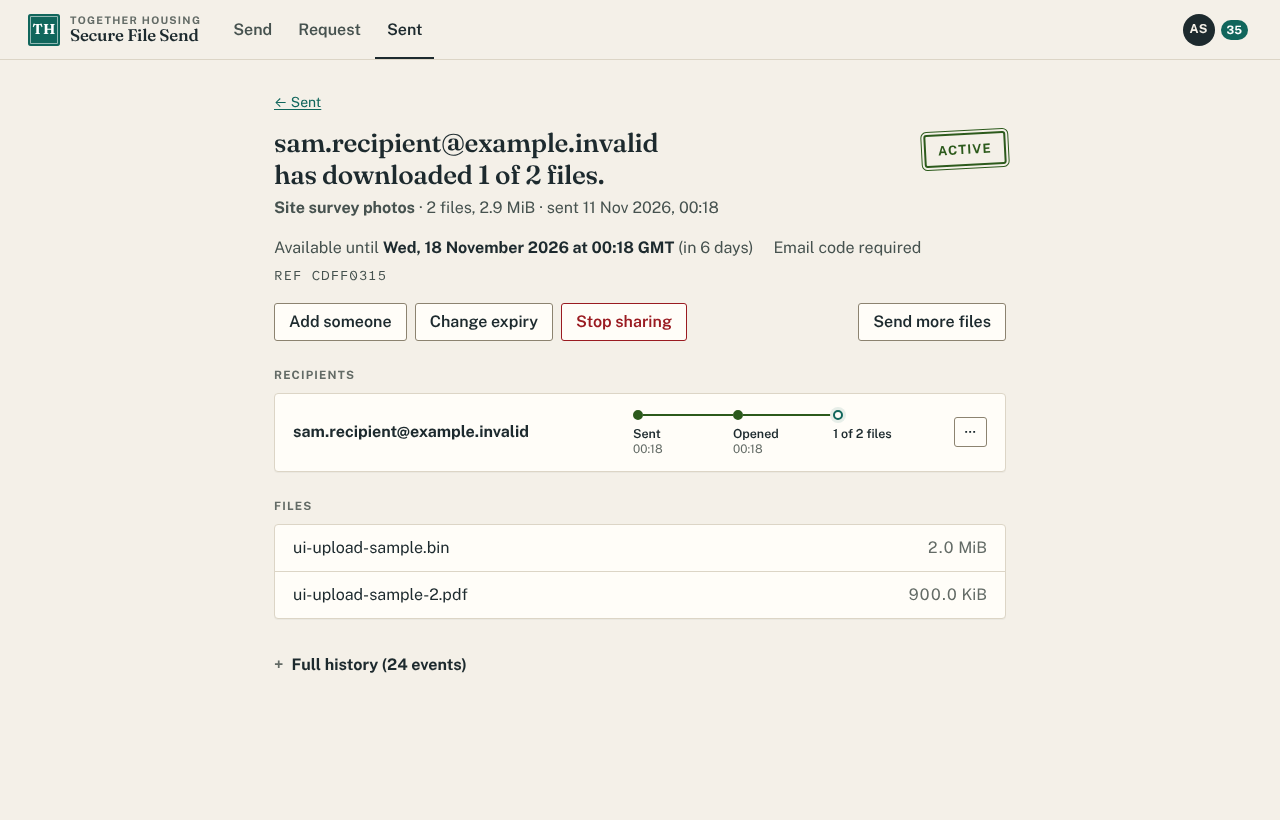 TH
TOGETHER HOUSING
Secure File Send
Send
Request
Sent
AS
35
← Sent
sam.recipient@example.invalid
has downloaded 1 of 2 files.
ACTIVE
Site survey photos · 2 files, 2.9 MiB · sent 11 Nov 2026, 00:18
Available until Wed, 18 November 2026 at 00:18 GMT (in 6 days) Email code required
REF CDFF0315
Add someone
Change expiry
Stop sharing
Send more files
RECIPIENTS
sam.recipient@example.invalid
Sent
00:18
Opened
00:18
1 of 2 files
···
FILES
ui-upload-sample.bin
2.0 MiB
ui-upload-sample-2.pdf
900.0 KiB
+ Full history (24 events)